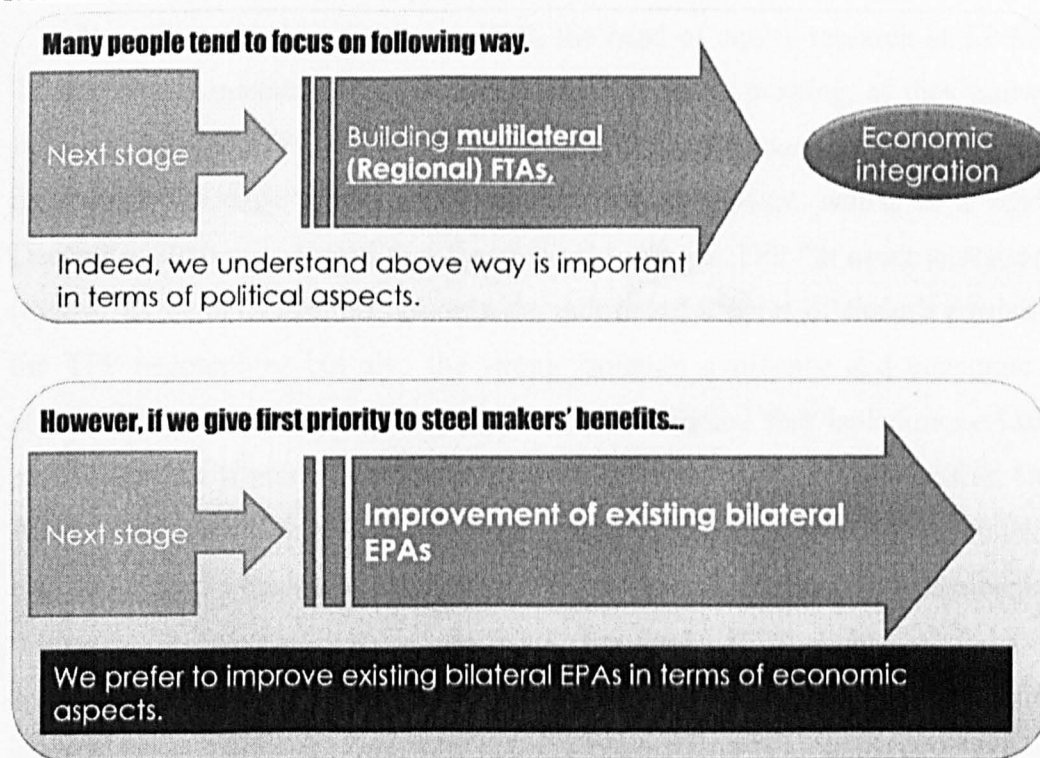 Many people tend to focus on following way.
Next stage
Building multilateral
(Regional) FTAs,
Economic
integration
Indeed, we understand above way is important
in terms of political aspects.
However, if we give first priority to steel makers' benefits...
Next stage
Improvement of existing bilateral
EPAs
We prefer to improve existing bilateral EPAs in terms of economic
aspects.